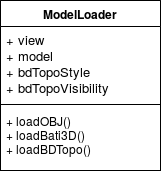 ModelLoader
+ view
+ model
+ bdTopoStyle
+ bdTopoVisibility
+ loadOBJ()
+ loadBati3D()
+ loadBDTopo()